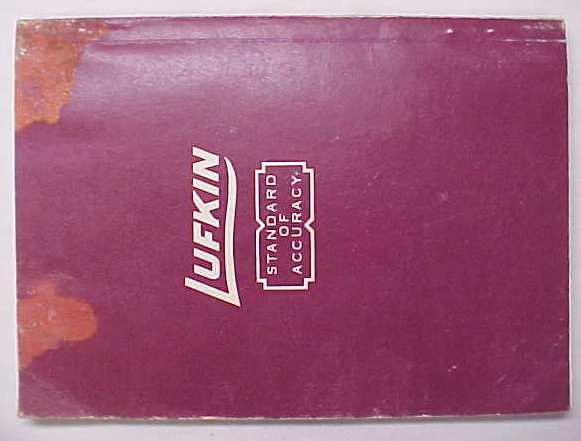 LUFKIN
STANDARD
OF
ACCURACY.